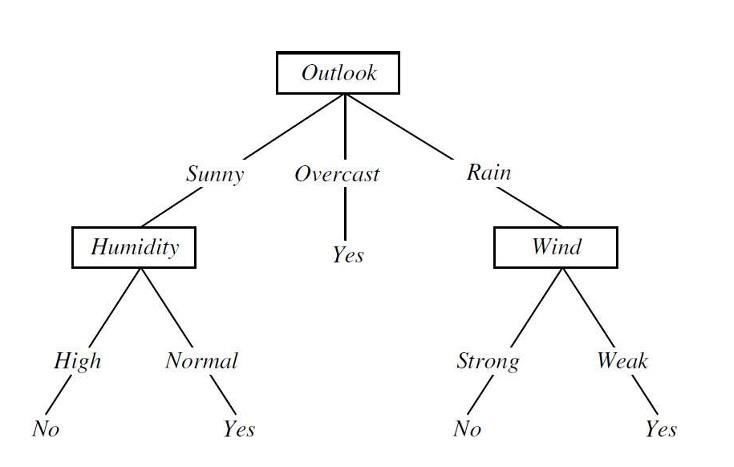 Outlook
Sunny Overcast Rain
Humidity Yes Wind
High Normal Strong Weak
No Yes No Yes